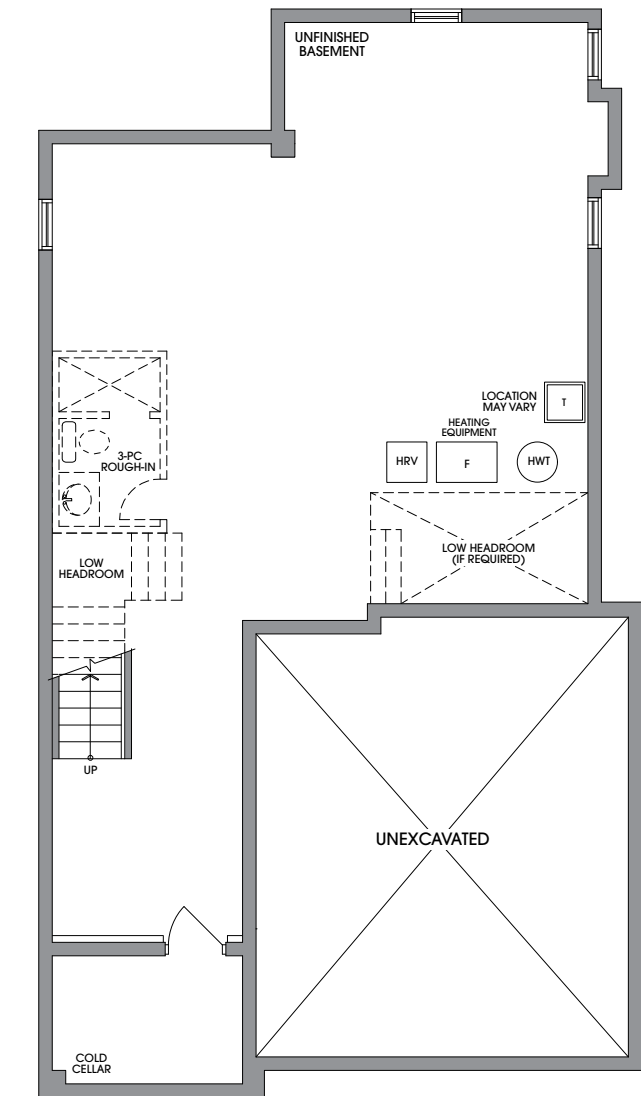 UNFINISHED
BASEMENT
LOCATION
MAY VARY
T
HEATING
EQUIPMENT
HRV
F
HWT
3-PC
ROUGH-IN
LOW HEADROOM
(IF REQUIRED)
LOW
HEADROOM
UP
UNEXCAVATED
COLD
CELLAR